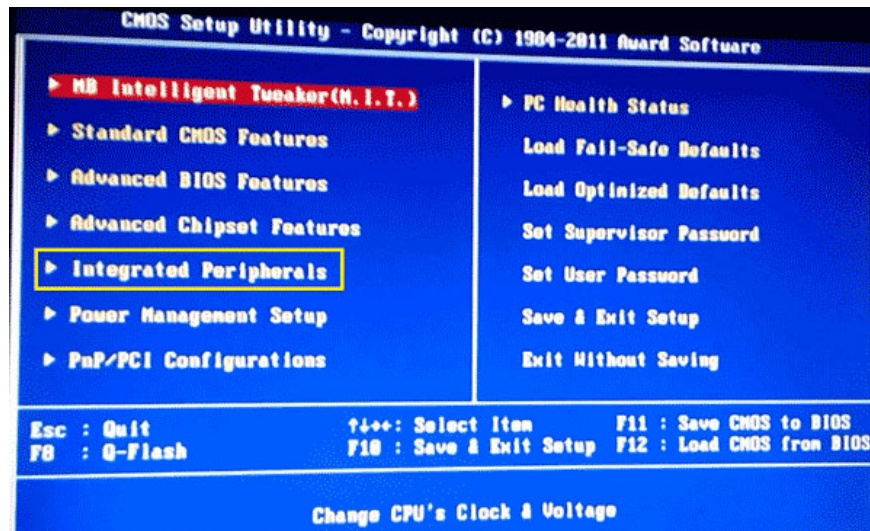 CMOS Setup Utility - Copyright (C) 1984-2011 Award Software
▶ MB Intelligent Tweaker(M.I.T.)
▶ Standard CMOS Features
▶ Advanced BIOS Features
▶ Advanced Chipset Features
▶ Integrated Peripherals
▶ Power Management Setup
▶ PnP/PCI Configurations
▶ PC Health Status
Load Fail-Safe Defaults
Load Optimized Defaults
Set Supervisor Password
Set User Password
Save & Exit Setup
Exit Without Saving
Esc : Quit
F8 : Q-Flash
↑↓→←: Select Item
F10 : Save & Exit Setup
F11 : Save CMOS to BIOS
F12 : Load CMOS from BIOS
Change CPU's Clock & Voltage